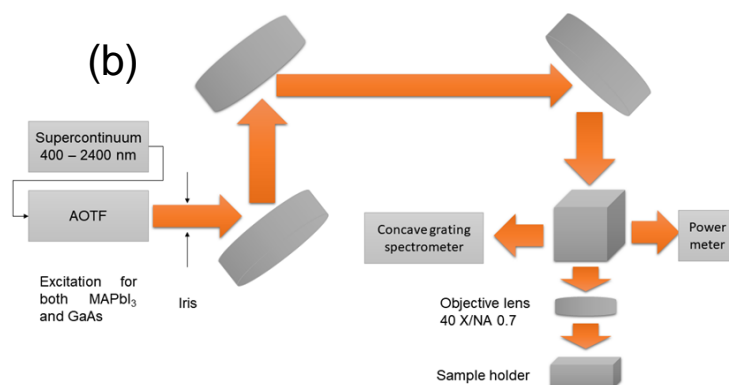 (b)
Supercontinuum
400 – 2400 nm
AOTF
Excitation for
both MAPbI₃
and GaAs
Iris
Concave grating
spectrometer
Power
meter
Objective lens
40 X/NA 0.7
Sample holder